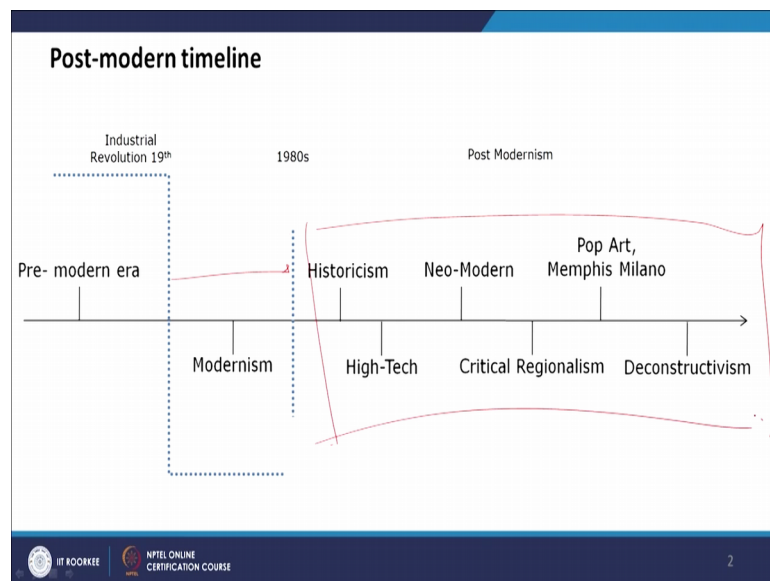 Post-modern timeline
Industrial
Revolution 19th
1980s
Post Modernism
Pre- modern era
Historicism
Neo-Modern
Pop Art,
Memphis Milano
Modernism
High-Tech
Critical Regionalism
Deconstructivism
IIT ROORKEE
NPTEL ONLINE
CERTIFICATION COURSE
2